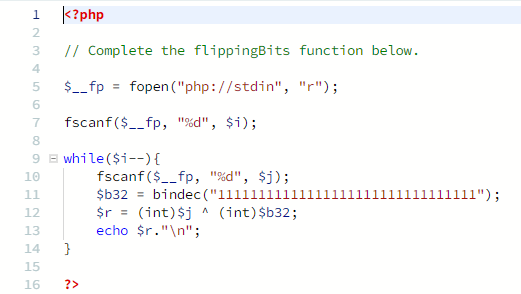 1 <?php
2
3 // Complete the flippingBits function below.
4
5 $__fp = fopen("php://stdin", "r");
6
7 fscanf($__fp, "%d", $i);
8
9 while($i--){
10     fscanf($__fp, "%d", $j);
11     $b32 = bindec("11111111111111111111111111111111");
12     $r = (int)$j ^ (int)$b32;
13     echo $r."\n";
14 }
15
16 ?>